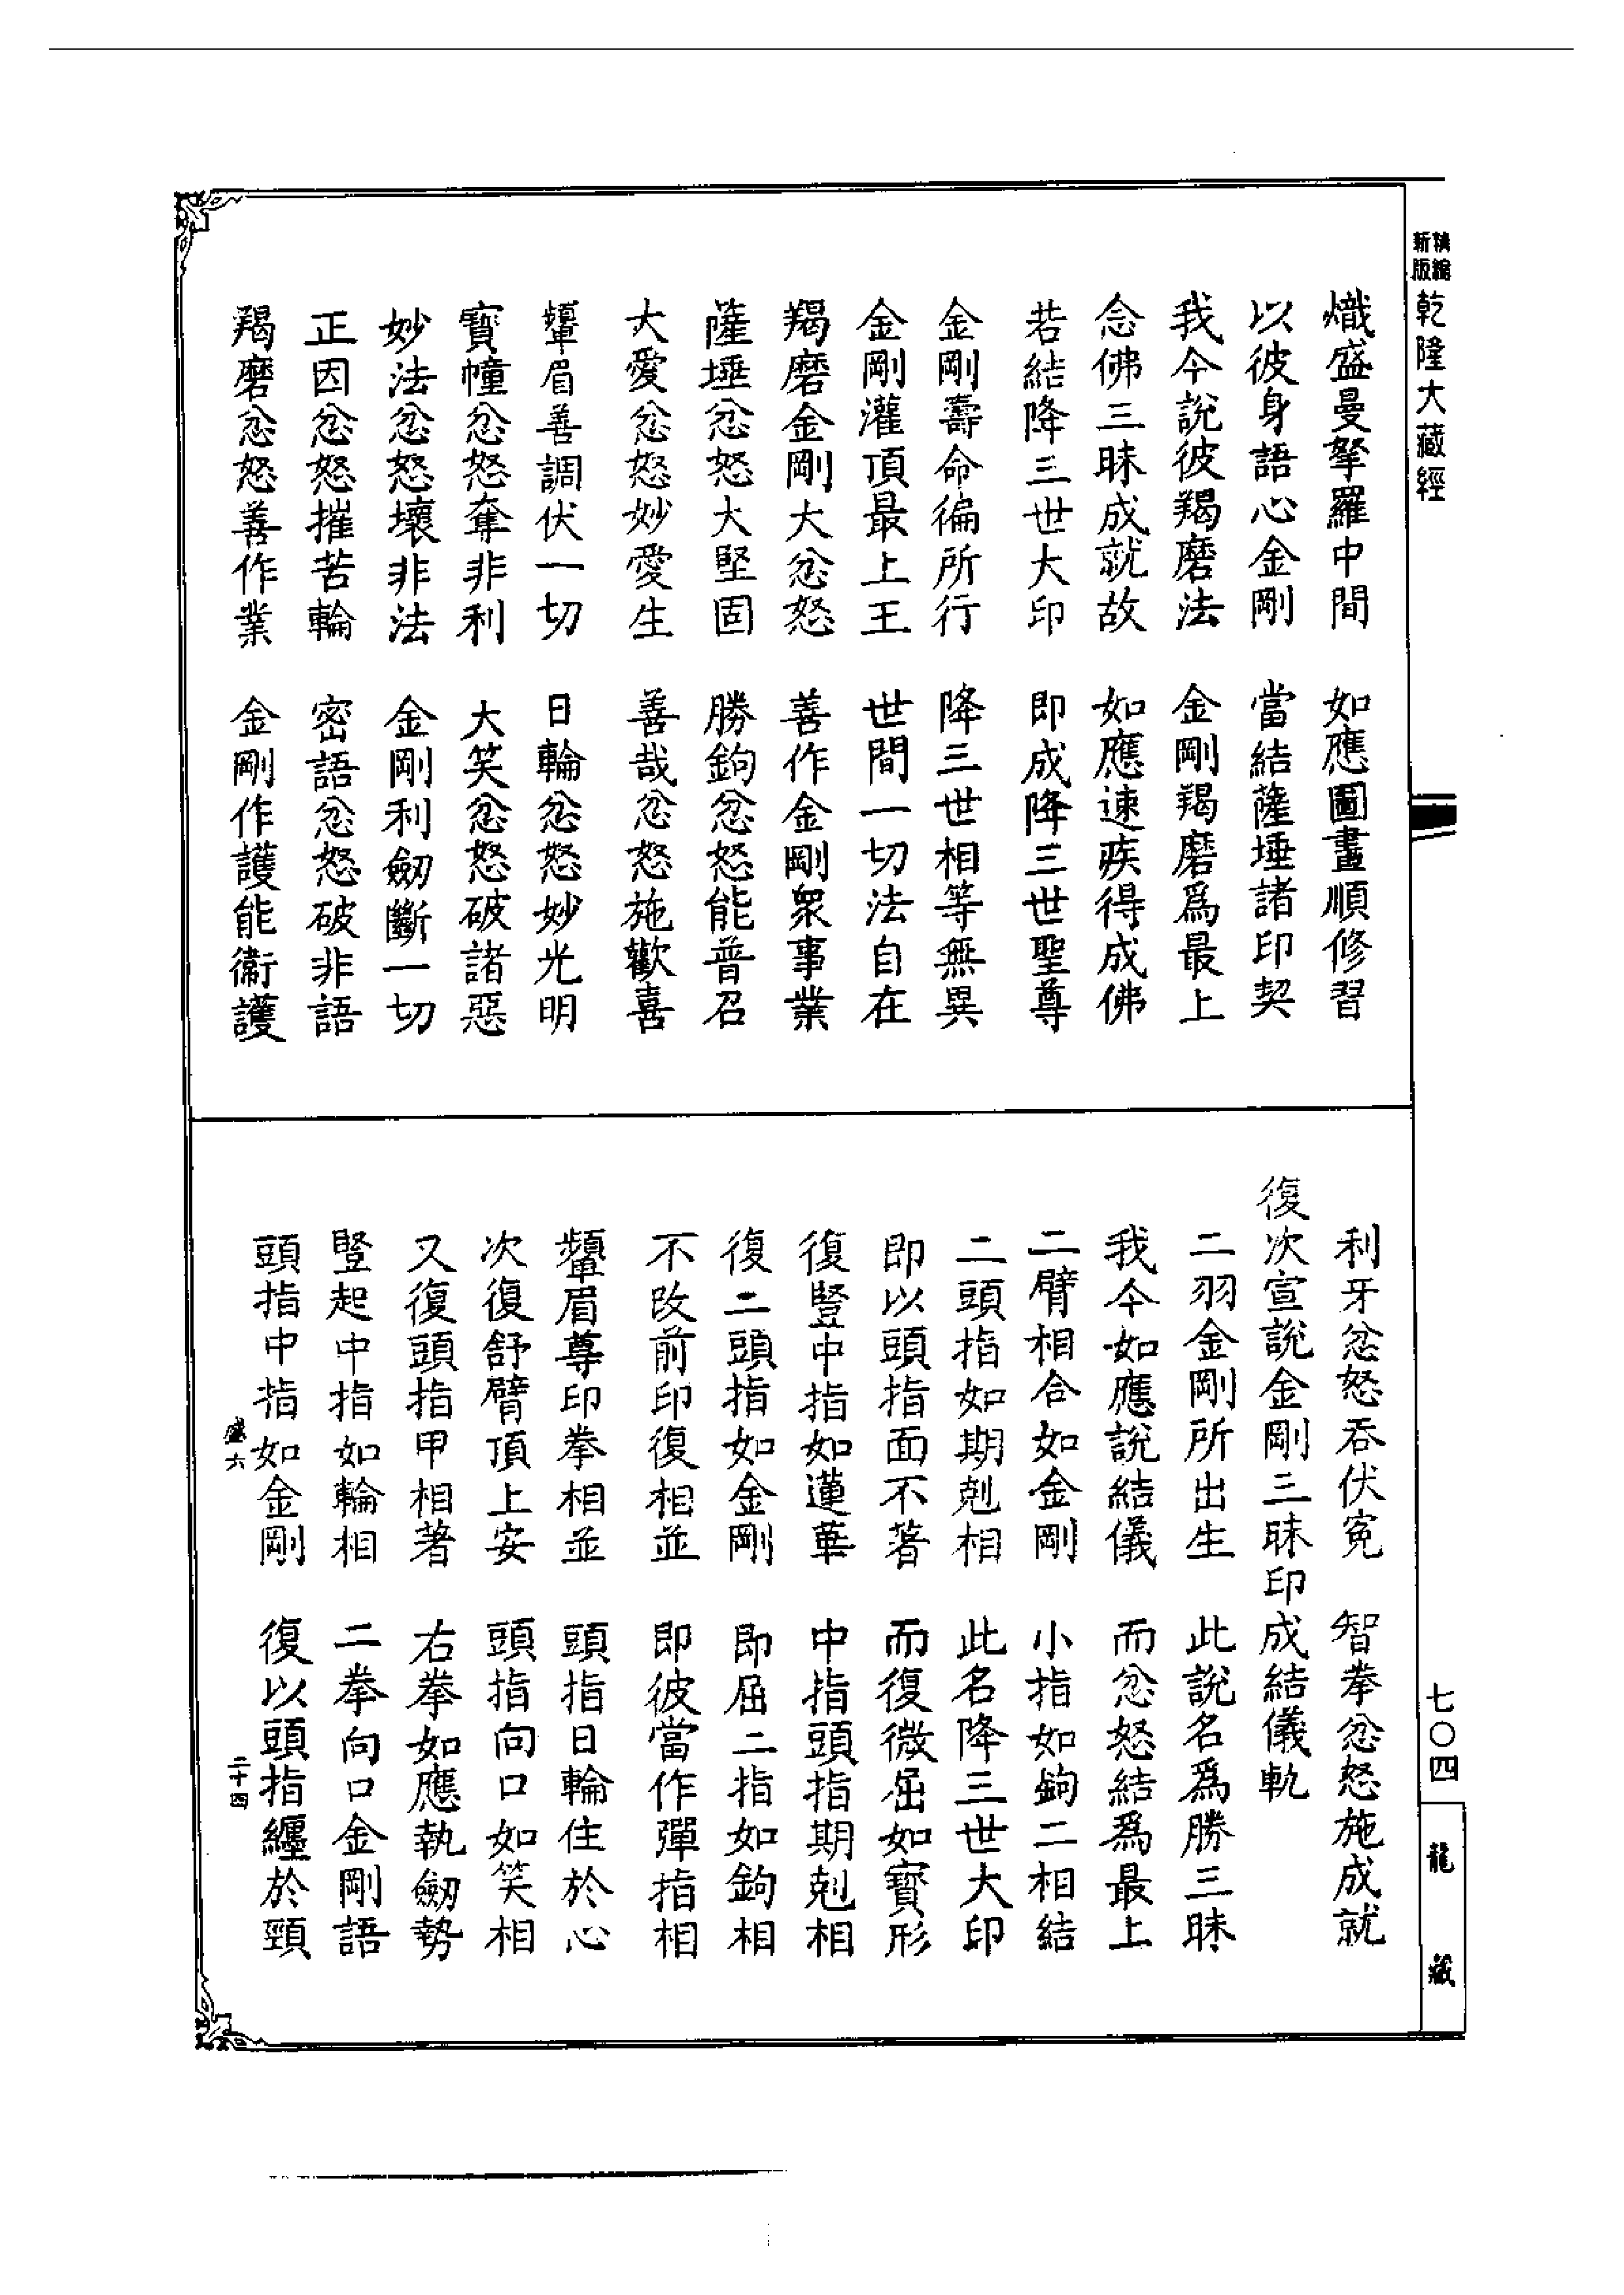 精縮新版 乾隆大藏經
熾盛曼拏羅中間　如應圖畫順修習
以彼身語心金剛　當結薩埵諸印契
我今說彼羯磨法　金剛羯磨爲最上
念佛三昧成就故　如應速疾得成佛
若結降三世大印　即成降三世聖尊
金剛壽命徧所行　降三世相等無異
金剛灌頂最上王　世間一切法自在
羯磨金剛大忿怒　善作金剛眾事業
薩埵忿怒大堅固　勝鉤忿怒能普召
大愛忿怒妙愛生　善哉忿怒施歡喜
顰眉善調伏一切　日輪忿怒妙光明
寶幢忿怒奪非利　大笑忿怒破諸惡
妙法忿怒壞非法　金剛利劒斷一切
正因忿怒摧苦輪　密語忿怒破非語
羯磨忿怒善作業　金剛作護能衞護
利牙忿怒吞伏寃　智拳忿怒施成就
復次宣說金剛三昧印成結儀軌
二羽金剛所出生　此說名爲勝三昧
我今如應說結儀　而忿怒結爲最上
二臂相合如金剛　小指如鉤二相結
二頭指如期剋相　此名降三世大印
即以頭指面不著　而復微屈如寶形
復豎中指如蓮華　中指頭指期剋相
復二頭指如金剛　即屈二指如鉤相
不改前印復相並　即彼當作彈指相
顰眉尊印拳相並　頭指日輪住於心
次復舒臂頂上安　頭指向口如笑相
又復頭指甲相著　右拳如應執劒勢
豎起中指如輪相　二拳向口金剛語
頭指中指如金剛　復以頭指纏於頸
盛六　二十四
七〇四
龍藏